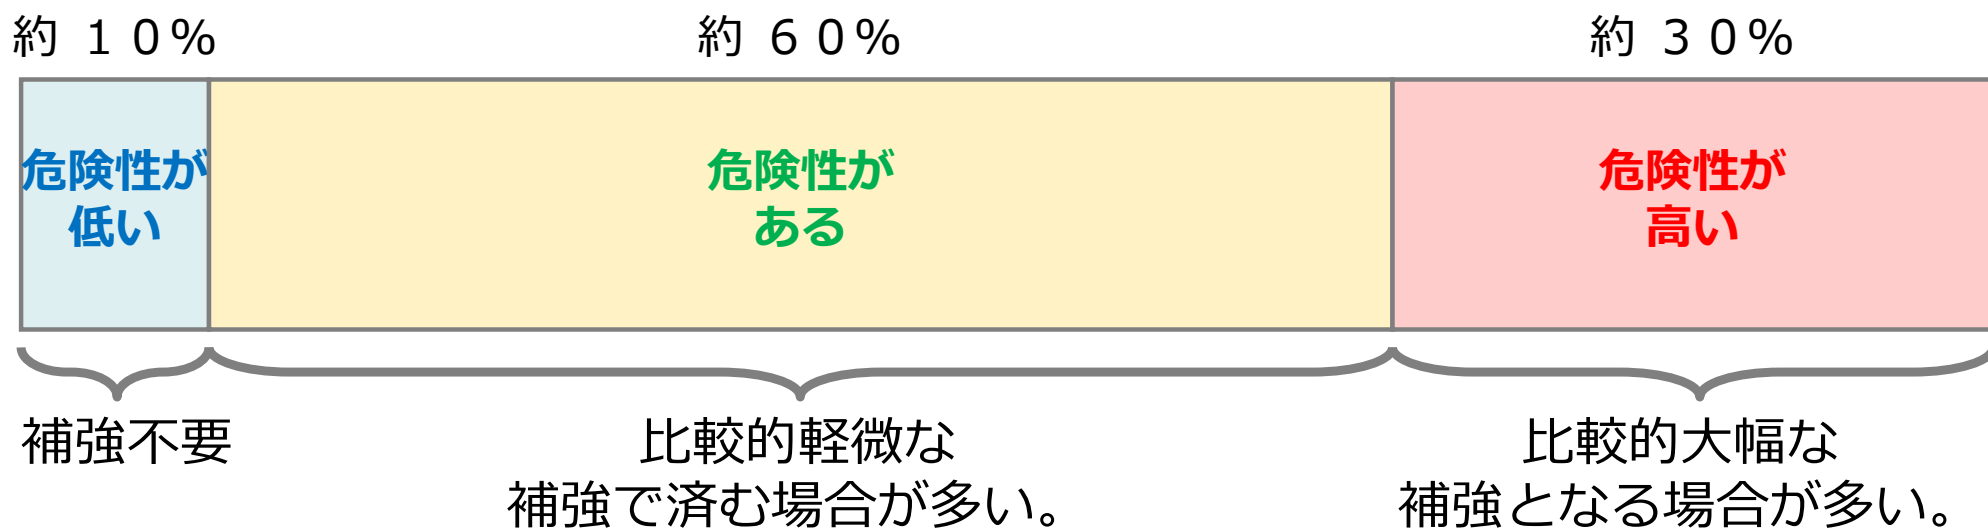 約 １０%
約 ６０%
約 ３０%
危険性が
低い
危険性が
ある
危険性が
高い
補強不要
比較的軽微な
補強で済む場合が多い。
比較的大幅な
補強となる場合が多い。